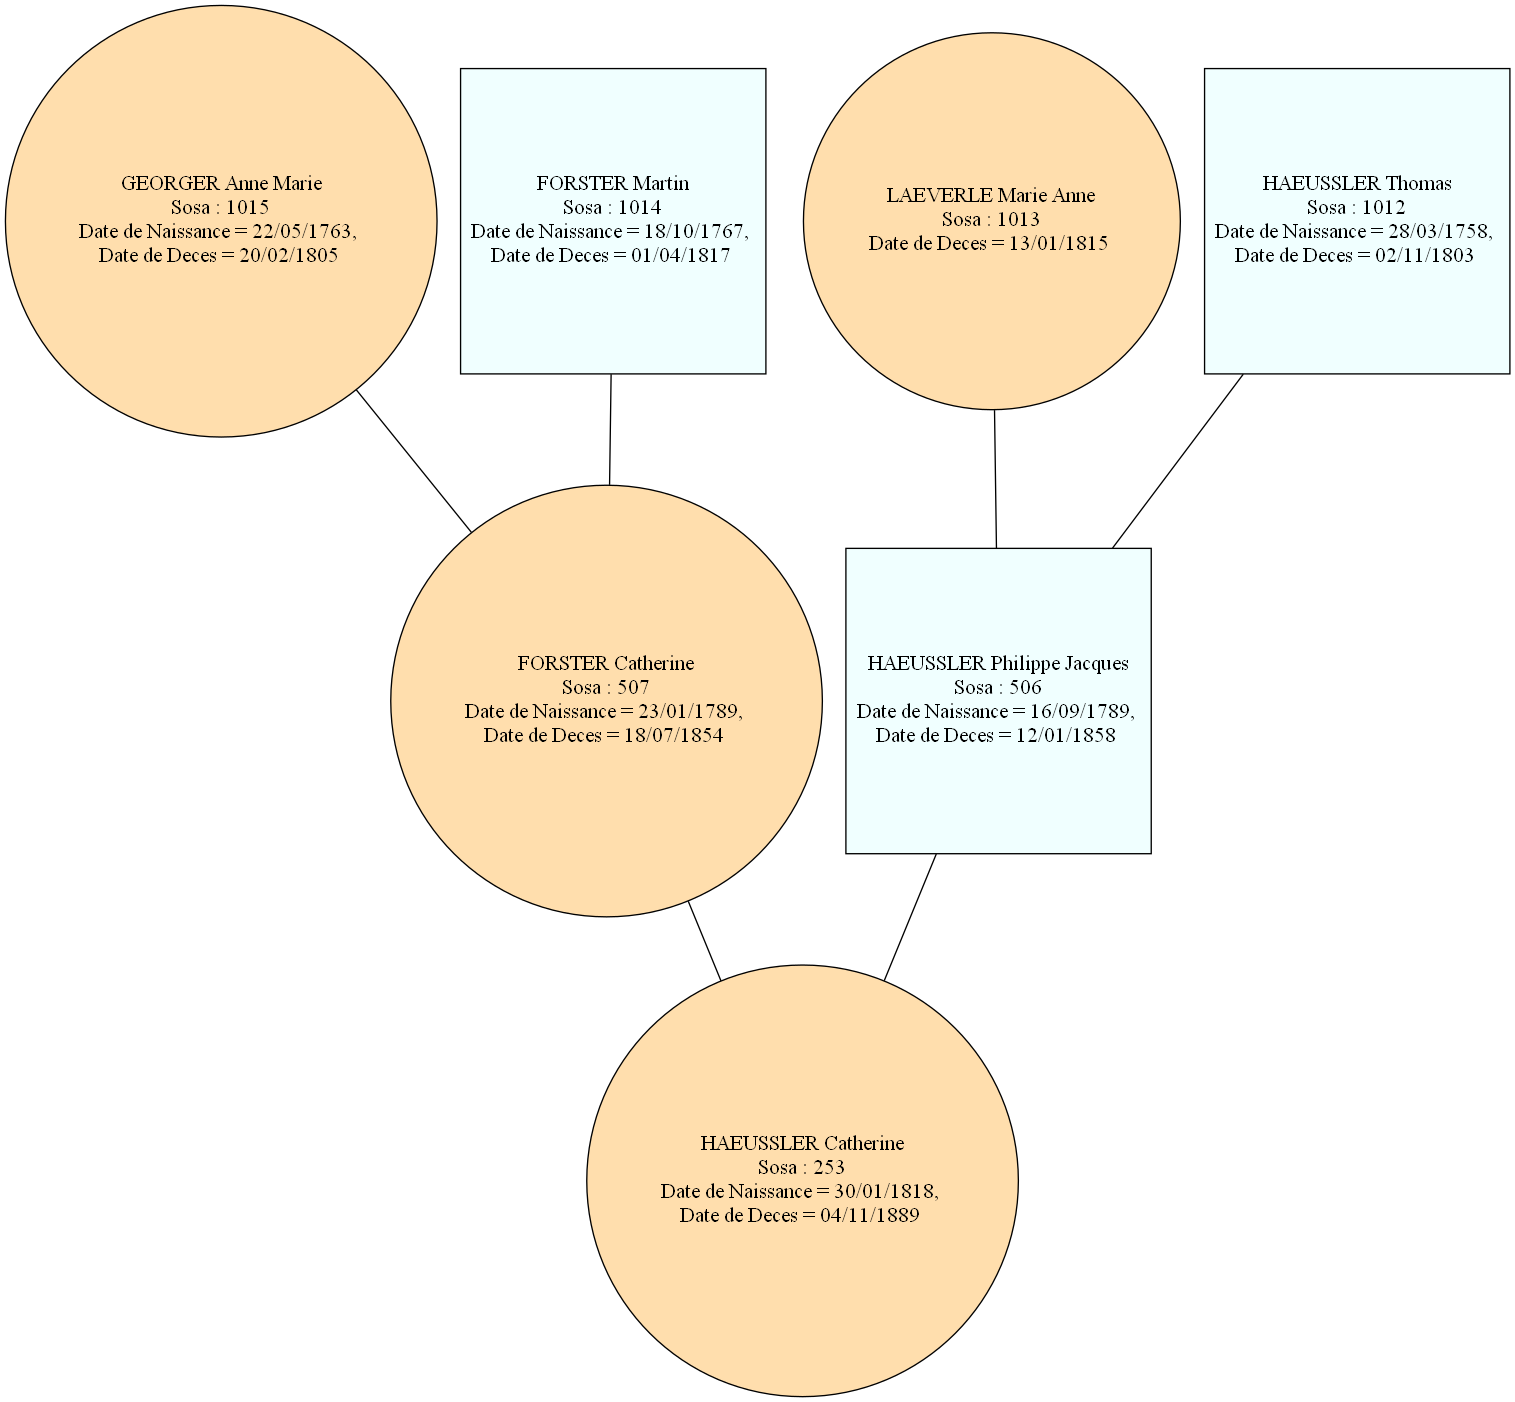 GEORGER Anne Marie
Sosa : 1015
Date de Naissance = 22/05/1763,
Date de Deces = 20/02/1805
FORSTER Martin
Sosa : 1014
Date de Naissance = 18/10/1767,
Date de Deces = 01/04/1817
LAEVERLE Marie Anne
Sosa : 1013
Date de Deces = 13/01/1815
HAEUSSLER Thomas
Sosa : 1012
Date de Naissance = 28/03/1758,
Date de Deces = 02/11/1803
FORSTER Catherine
Sosa : 507
Date de Naissance = 23/01/1789,
Date de Deces = 18/07/1854
HAEUSSLER Philippe Jacques
Sosa : 506
Date de Naissance = 16/09/1789,
Date de Deces = 12/01/1858
HAEUSSLER Catherine
Sosa : 253
Date de Naissance = 30/01/1818,
Date de Deces = 04/11/1889